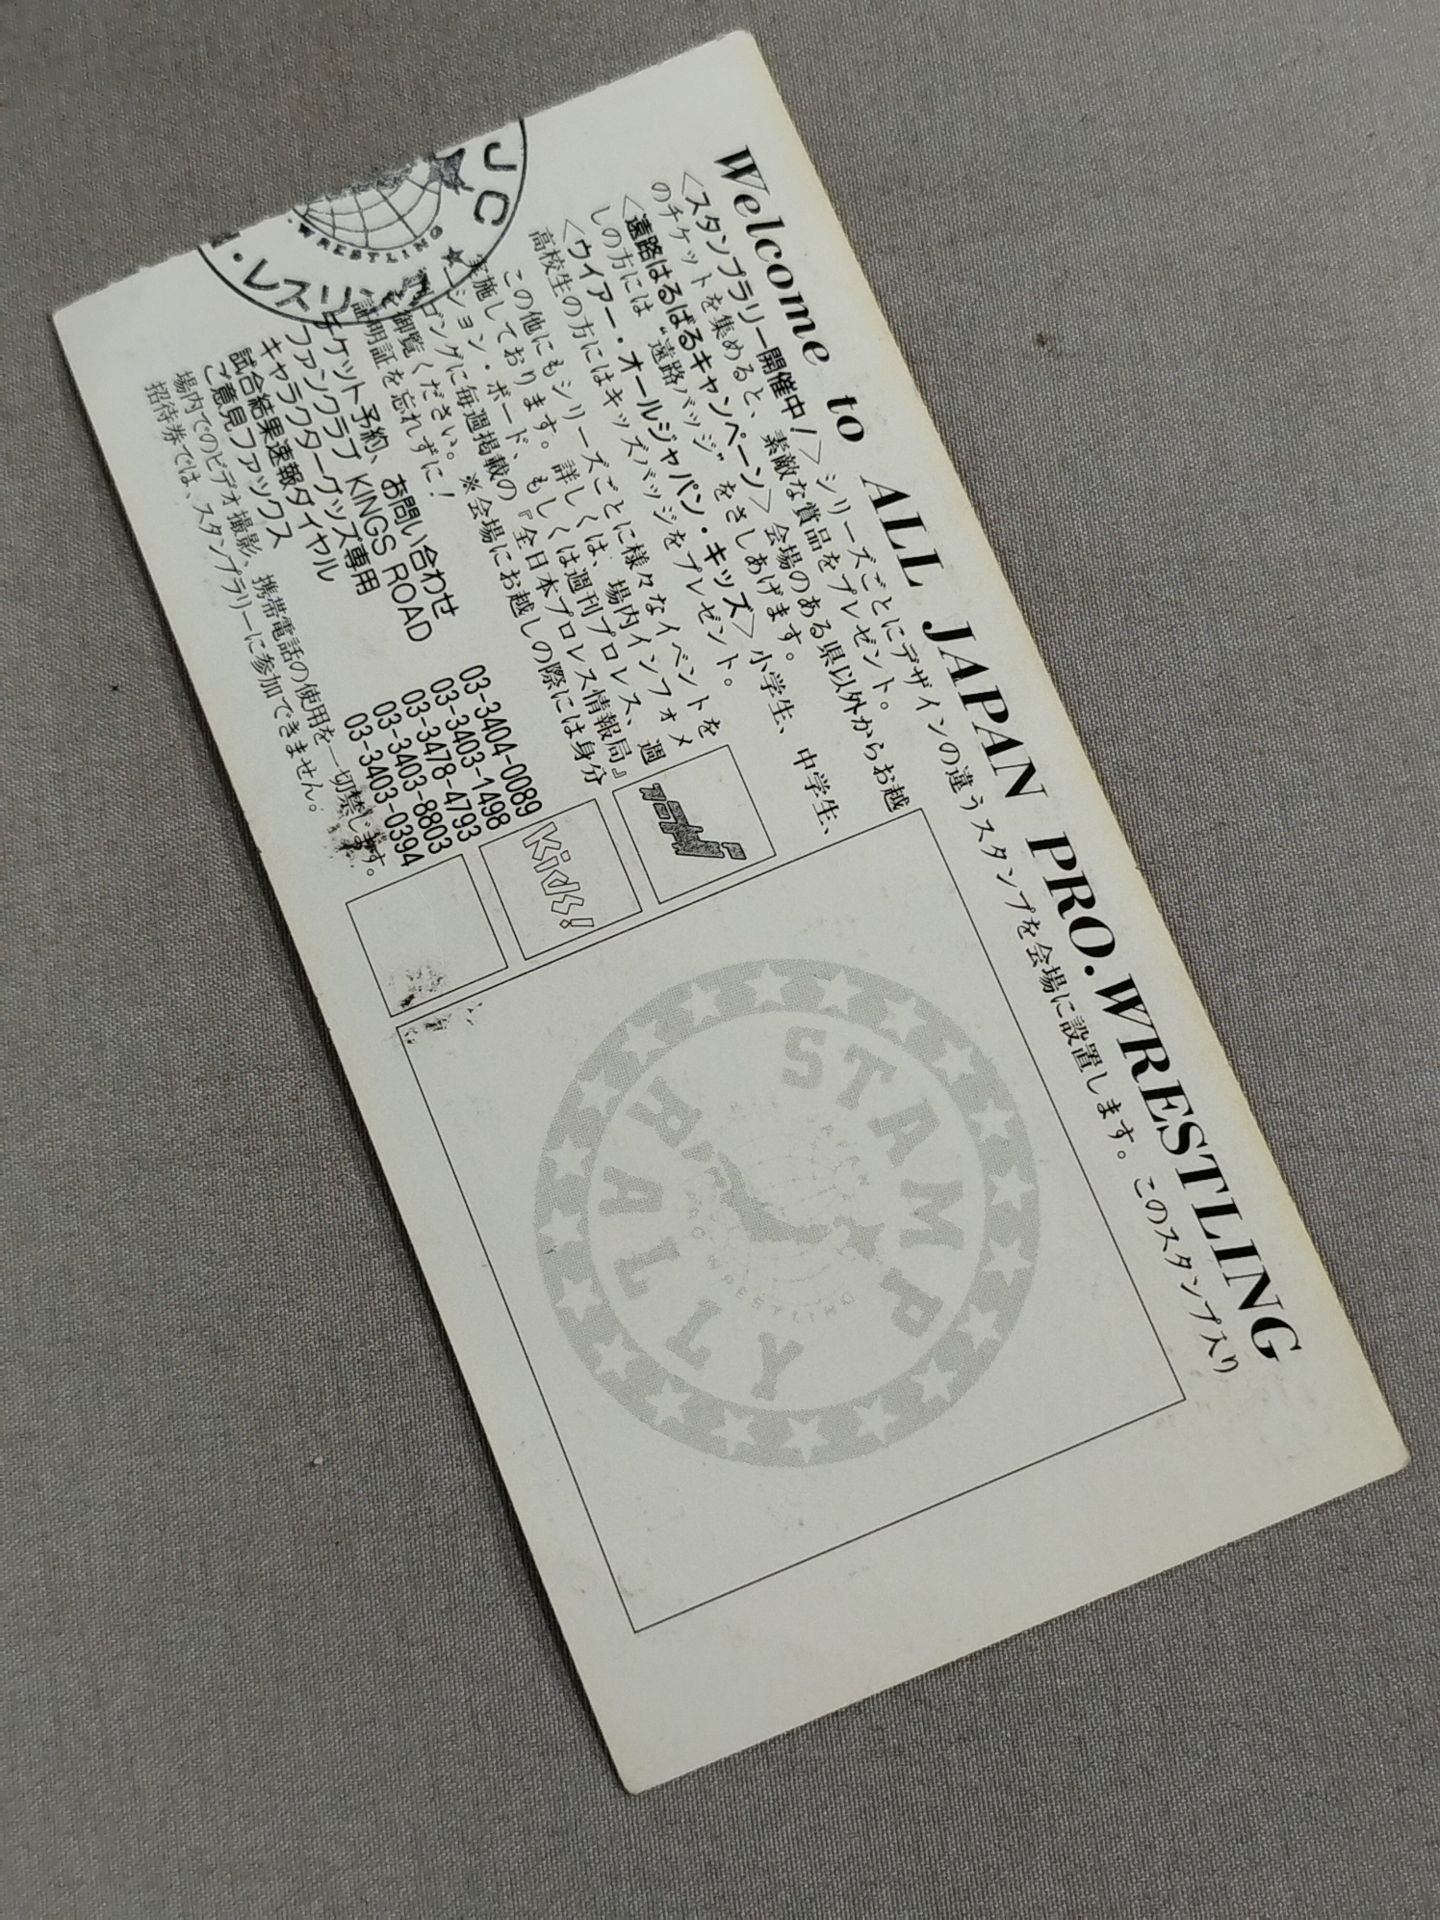 Welcome to ALL JAPAN PRO.WRESTLING
<スタンプラリー開催中！>シリーズごとにデザインの違うスタンプを会場に設置します。このスタンプ入り
のチケットを集めると、素敵な賞品をプレゼント。
<遠路はるばるキャンペーン>会場のある県以外からお越
しの方には“遠路バッジ”をさしあげます。
<ウイアー・オールジャパン・キッズ>小学生、中学生、
高校生の方にはキッズバッジをプレゼント。
この他にもシリーズごとに様々なイベントを
実施しております。詳しくは、場内インフォメ
ーション・ボード、もしくは週刊プロレス、週
刊ゴングに毎週掲載の『全日本プロレス情報局』
を御覧ください。※会場にお越しの際には身分
証明証を忘れずに！
チケット予約、お問い合わせ 03-3404-0089
ファンクラブ KINGS ROAD 03-3403-1498
キャラクターグッズ専用 03-3478-4793
試合結果速報ダイヤル 03-3403-8803
ご意見ファックス 03-3403-0394
場内でのビデオ撮影、携帯電話の使用を一切禁じます。
招待券では、スタンプラリーに参加できません。
Kids!
STAMP RALLY
PRO WRESTLING
JC
WRESTLING
・レスリン